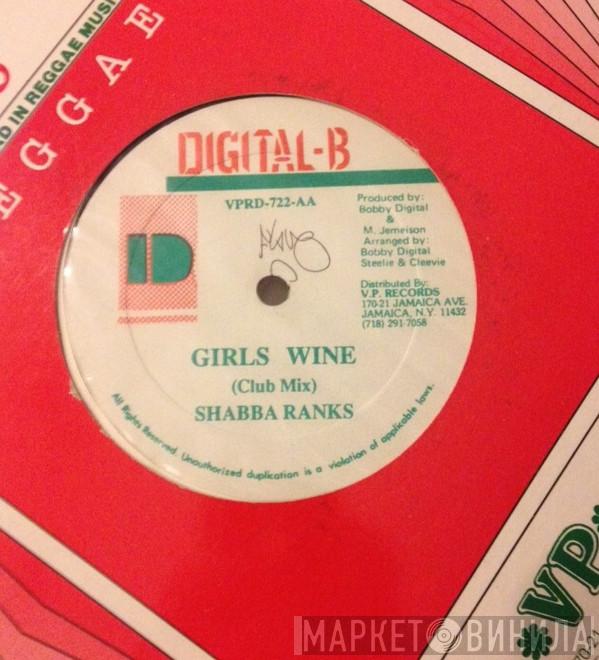 D IN REGGAE MUSI
EGGAE
DIGITAL-B
VPRD-722-AA
Produced by:
Bobby Digital
&
M. Jemeison
Arranged by:
Bobby Digital
Steelie & Cleevie
Distributed By:
V.P. RECORDS
170-21 JAMAICA AVE.
JAMAICA, N.Y. 11432
(718) 291-7058
D
GIRLS WINE
(Club Mix)
SHABBA RANKS
All Rights Reserved. Unauthorized duplication is a violation of applicable laws.
VP
МАРКЕТ ВИНИЛА